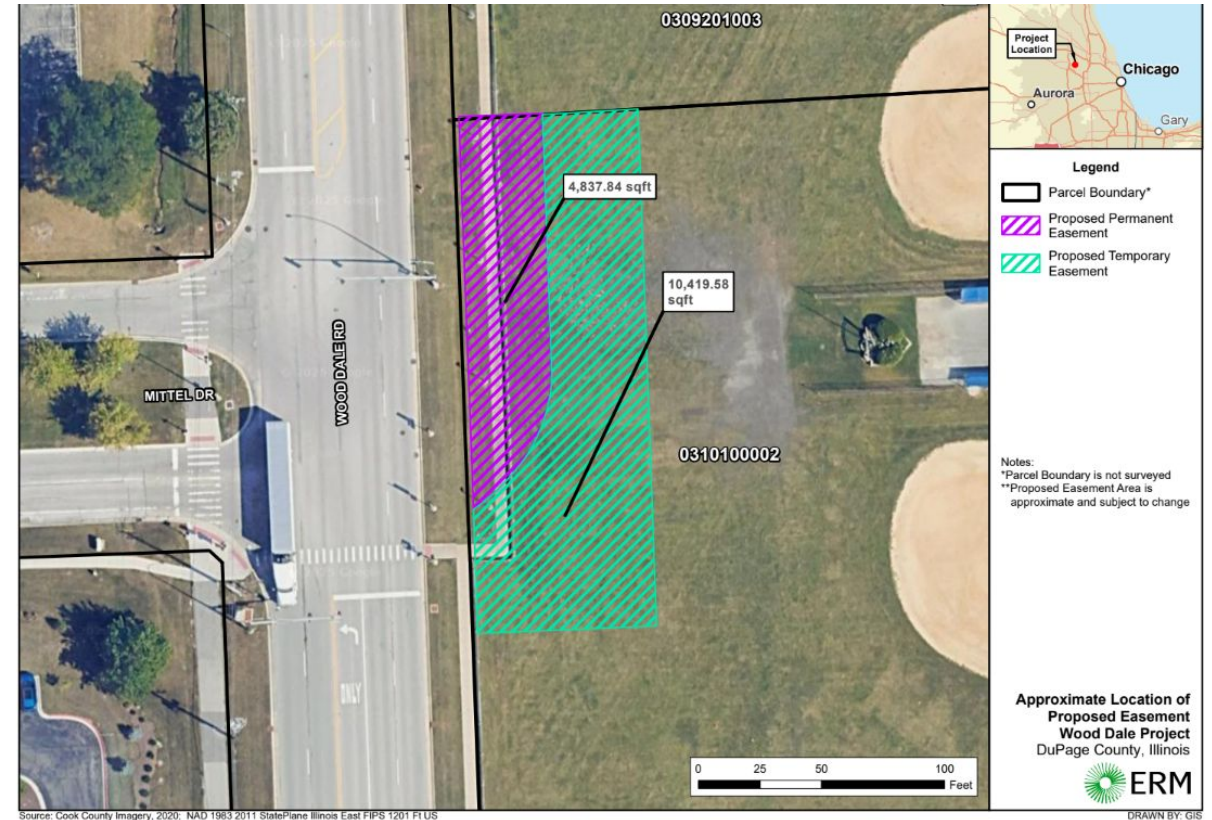 0309201003
Project
Location
Chicago
Aurora
Gary
Legend
Parcel Boundary*
Proposed Permanent
Easement
Proposed Temporary
Easement
4,837.84 sqft
10,419.58
sqft
WOOD DALE RD
MITTEL DR
0310100002
ONLY
Notes:
*Parcel Boundary is not surveyed
**Proposed Easement Area is
approximate and subject to change
Approximate Location of
Proposed Easement
Wood Dale Project
DuPage County, Illinois
ERM
0 25 50 100
Feet
Source: Cook County Imagery, 2020; NAD 1983 2011 StatePlane Illinois East FIPS 1201 Ft US
DRAWN BY: GIS